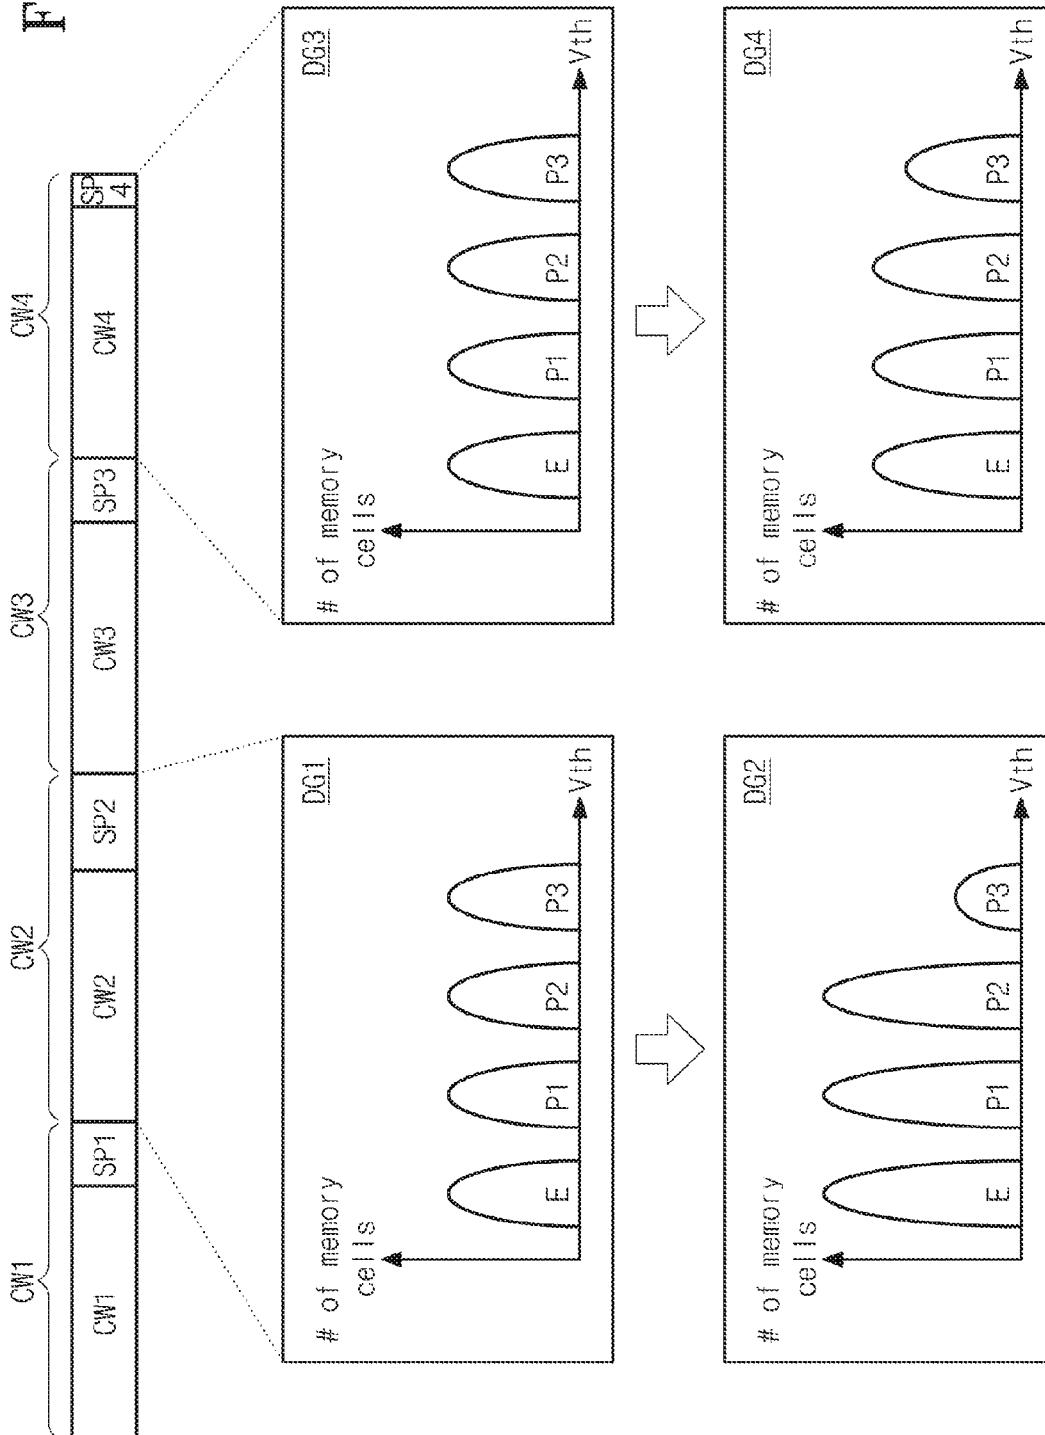 F
CW1 CW2 CW3 CW4
CW1 SP1 CW2 SP2 CW3 SP3 CW4 SP
4
DG1
# of memory
cells
E P1 P2 P3
Vth
DG3
# of memory
cells
E P1 P2 P3
Vth
DG2
# of memory
cells
E P1 P2 P3
Vth
DG4
# of memory
cells
E P1 P2 P3
Vth